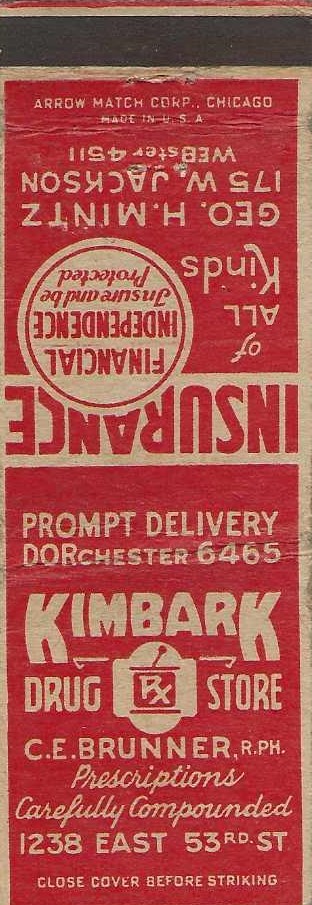 ARROW MATCH CORP., CHICAGO
MADE IN U.S.A
INSURANCE
of
ALL
Kinds
FINANCIAL
INDEPENDENCE
Insure and be
Protected
GEO. H. MINTZ
175 W. JACKSON
WEBster 4511
PROMPT DELIVERY
DORCHESTER 6465
KIMBARK
DRUG Rx STORE
C.E. BRUNNER, R.PH.
Prescriptions
Carefully Compounded
1238 EAST 53RD. ST
CLOSE COVER BEFORE STRIKING